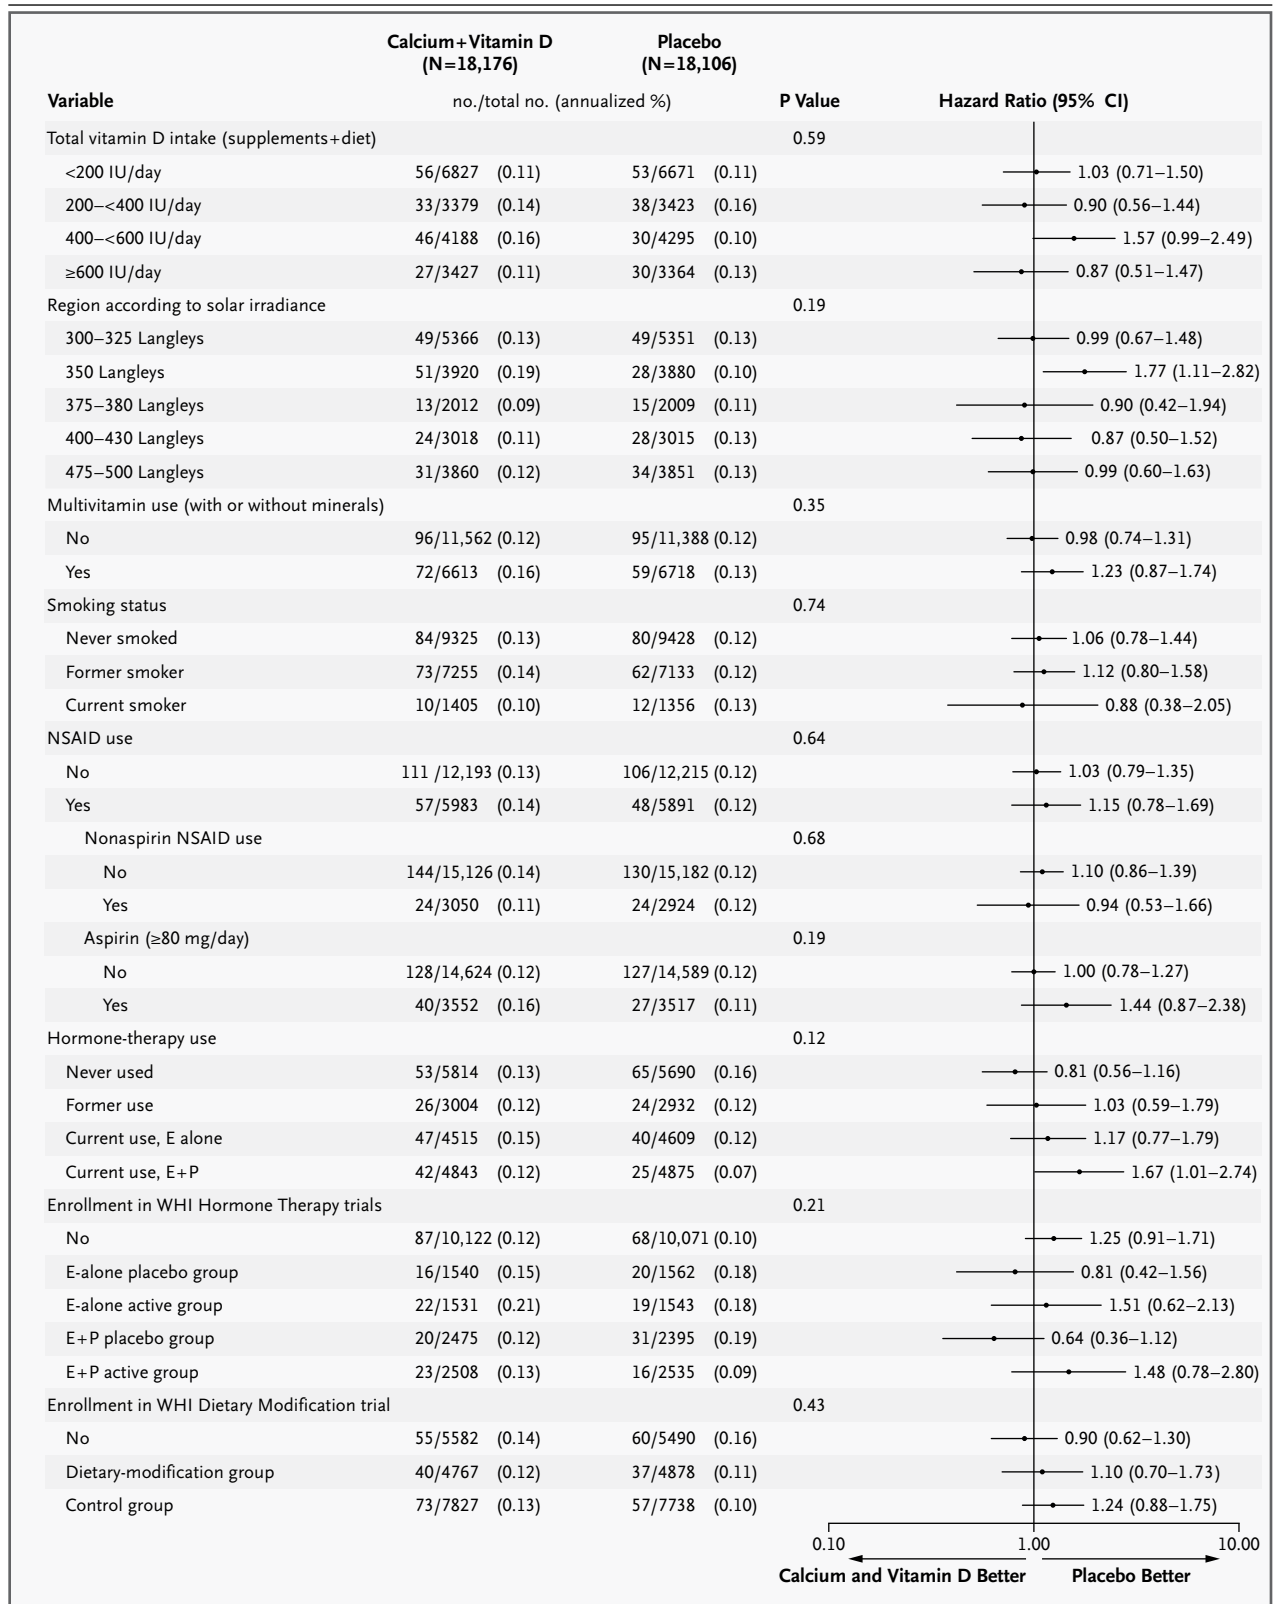 Calcium+Vitamin D Placebo
(N=18,176) (N=18,106)
Variable no./total no. (annualized %) P Value Hazard Ratio (95% CI)
Total vitamin D intake (supplements+diet) 0.59
<200 IU/day 56/6827 (0.11) 53/6671 (0.11) 1.03 (0.71–1.50)
200–<400 IU/day 33/3379 (0.14) 38/3423 (0.16) 0.90 (0.56–1.44)
400–<600 IU/day 46/4188 (0.16) 30/4295 (0.10) 1.57 (0.99–2.49)
≥600 IU/day 27/3427 (0.11) 30/3364 (0.13) 0.87 (0.51–1.47)
Region according to solar irradiance 0.19
300–325 Langleys 49/5366 (0.13) 49/5351 (0.13) 0.99 (0.67–1.48)
350 Langleys 51/3920 (0.19) 28/3880 (0.10) 1.77 (1.11–2.82)
375–380 Langleys 13/2012 (0.09) 15/2009 (0.11) 0.90 (0.42–1.94)
400–430 Langleys 24/3018 (0.11) 28/3015 (0.13) 0.87 (0.50–1.52)
475–500 Langleys 31/3860 (0.12) 34/3851 (0.13) 0.99 (0.60–1.63)
Multivitamin use (with or without minerals) 0.35
No 96/11,562 (0.12) 95/11,388 (0.12) 0.98 (0.74–1.31)
Yes 72/6613 (0.16) 59/6718 (0.13) 1.23 (0.87–1.74)
Smoking status 0.74
Never smoked 84/9325 (0.13) 80/9428 (0.12) 1.06 (0.78–1.44)
Former smoker 73/7255 (0.14) 62/7133 (0.12) 1.12 (0.80–1.58)
Current smoker 10/1405 (0.10) 12/1356 (0.13) 0.88 (0.38–2.05)
NSAID use 0.64
No 111 /12,193 (0.13) 106/12,215 (0.12) 1.03 (0.79–1.35)
Yes 57/5983 (0.14) 48/5891 (0.12) 1.15 (0.78–1.69)
Nonaspirin NSAID use 0.68
No 144/15,126 (0.14) 130/15,182 (0.12) 1.10 (0.86–1.39)
Yes 24/3050 (0.11) 24/2924 (0.12) 0.94 (0.53–1.66)
Aspirin (≥80 mg/day) 0.19
No 128/14,624 (0.12) 127/14,589 (0.12) 1.00 (0.78–1.27)
Yes 40/3552 (0.16) 27/3517 (0.11) 1.44 (0.87–2.38)
Hormone-therapy use 0.12
Never used 53/5814 (0.13) 65/5690 (0.16) 0.81 (0.56–1.16)
Former use 26/3004 (0.12) 24/2932 (0.12) 1.03 (0.59–1.79)
Current use, E alone 47/4515 (0.15) 40/4609 (0.12) 1.17 (0.77–1.79)
Current use, E+P 42/4843 (0.12) 25/4875 (0.07) 1.67 (1.01–2.74)
Enrollment in WHI Hormone Therapy trials 0.21
No 87/10,122 (0.12) 68/10,071 (0.10) 1.25 (0.91–1.71)
E-alone placebo group 16/1540 (0.15) 20/1562 (0.18) 0.81 (0.42–1.56)
E-alone active group 22/1531 (0.21) 19/1543 (0.18) 1.51 (0.62–2.13)
E+P placebo group 20/2475 (0.12) 31/2395 (0.19) 0.64 (0.36–1.12)
E+P active group 23/2508 (0.13) 16/2535 (0.09) 1.48 (0.78–2.80)
Enrollment in WHI Dietary Modification trial 0.43
No 55/5582 (0.14) 60/5490 (0.16) 0.90 (0.62–1.30)
Dietary-modification group 40/4767 (0.12) 37/4878 (0.11) 1.10 (0.70–1.73)
Control group 73/7827 (0.13) 57/7738 (0.10) 1.24 (0.88–1.75)
0.10 1.00 10.00
Calcium and Vitamin D Better Placebo Better